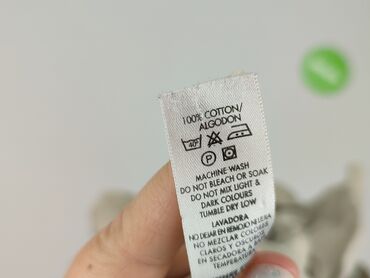 100% COTTON/
ALGODON
40°
P
MACHINE WASH
DO NOT BLEACH OR SOAK
DO NOT MIX LIGHT &
DARK COLOURS
TUMBLE DRY LOW
LAVADORA
NO DEJAR EN REMOJO NI LEJIA
NO MEZCLAR COLORES
CLAROS Y OSCUROS
EN SECADORA A BAJA
TEMPERATURA